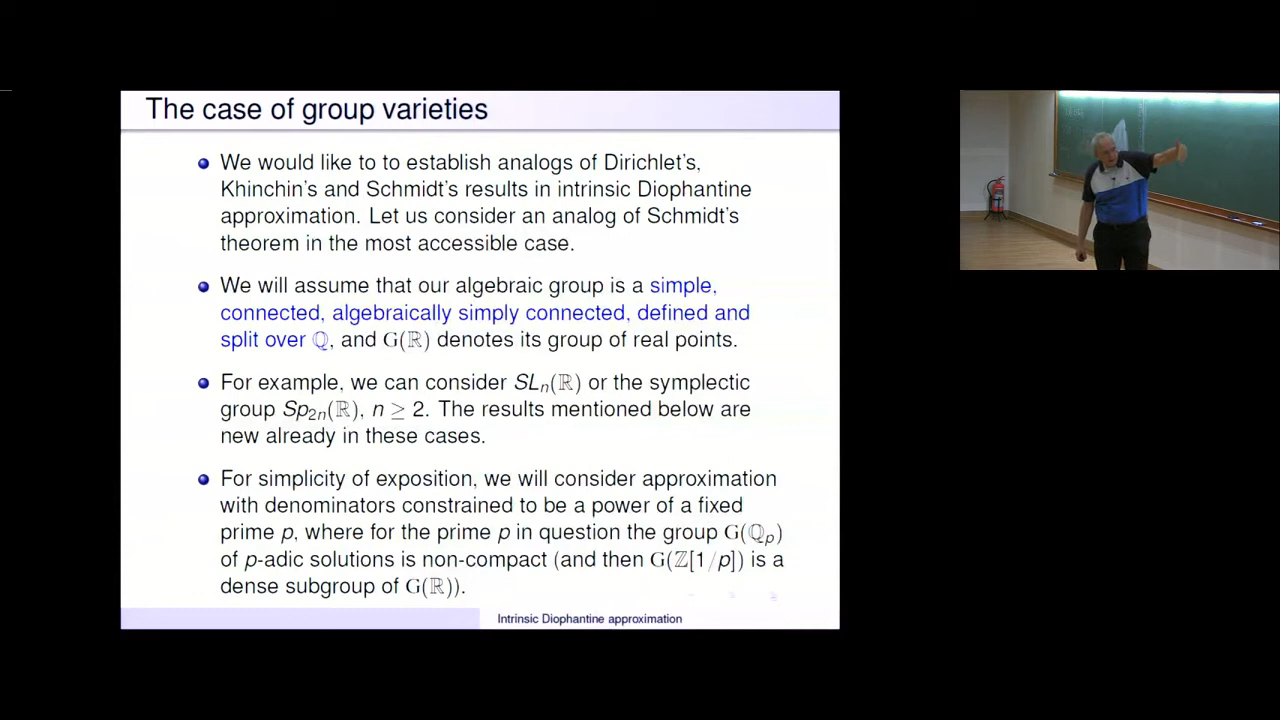 The case of group varieties
We would like to to establish analogs of Dirichlet's,
Khinchin's and Schmidt's results in intrinsic Diophantine
approximation. Let us consider an analog of Schmidt's
theorem in the most accessible case.
We will assume that our algebraic group is a simple,
connected, algebraically simply connected, defined and
split over ℚ, and G(ℝ) denotes its group of real points.
For example, we can consider SLₙ(ℝ) or the symplectic
group Sp₂ₙ(ℝ), n ≥ 2. The results mentioned below are
new already in these cases.
For simplicity of exposition, we will consider approximation
with denominators constrained to be a power of a fixed
prime p, where for the prime p in question the group G(ℚₚ)
of p-adic solutions is non-compact (and then G(ℤ[1/p]) is a
dense subgroup of G(ℝ)).
Intrinsic Diophantine approximation